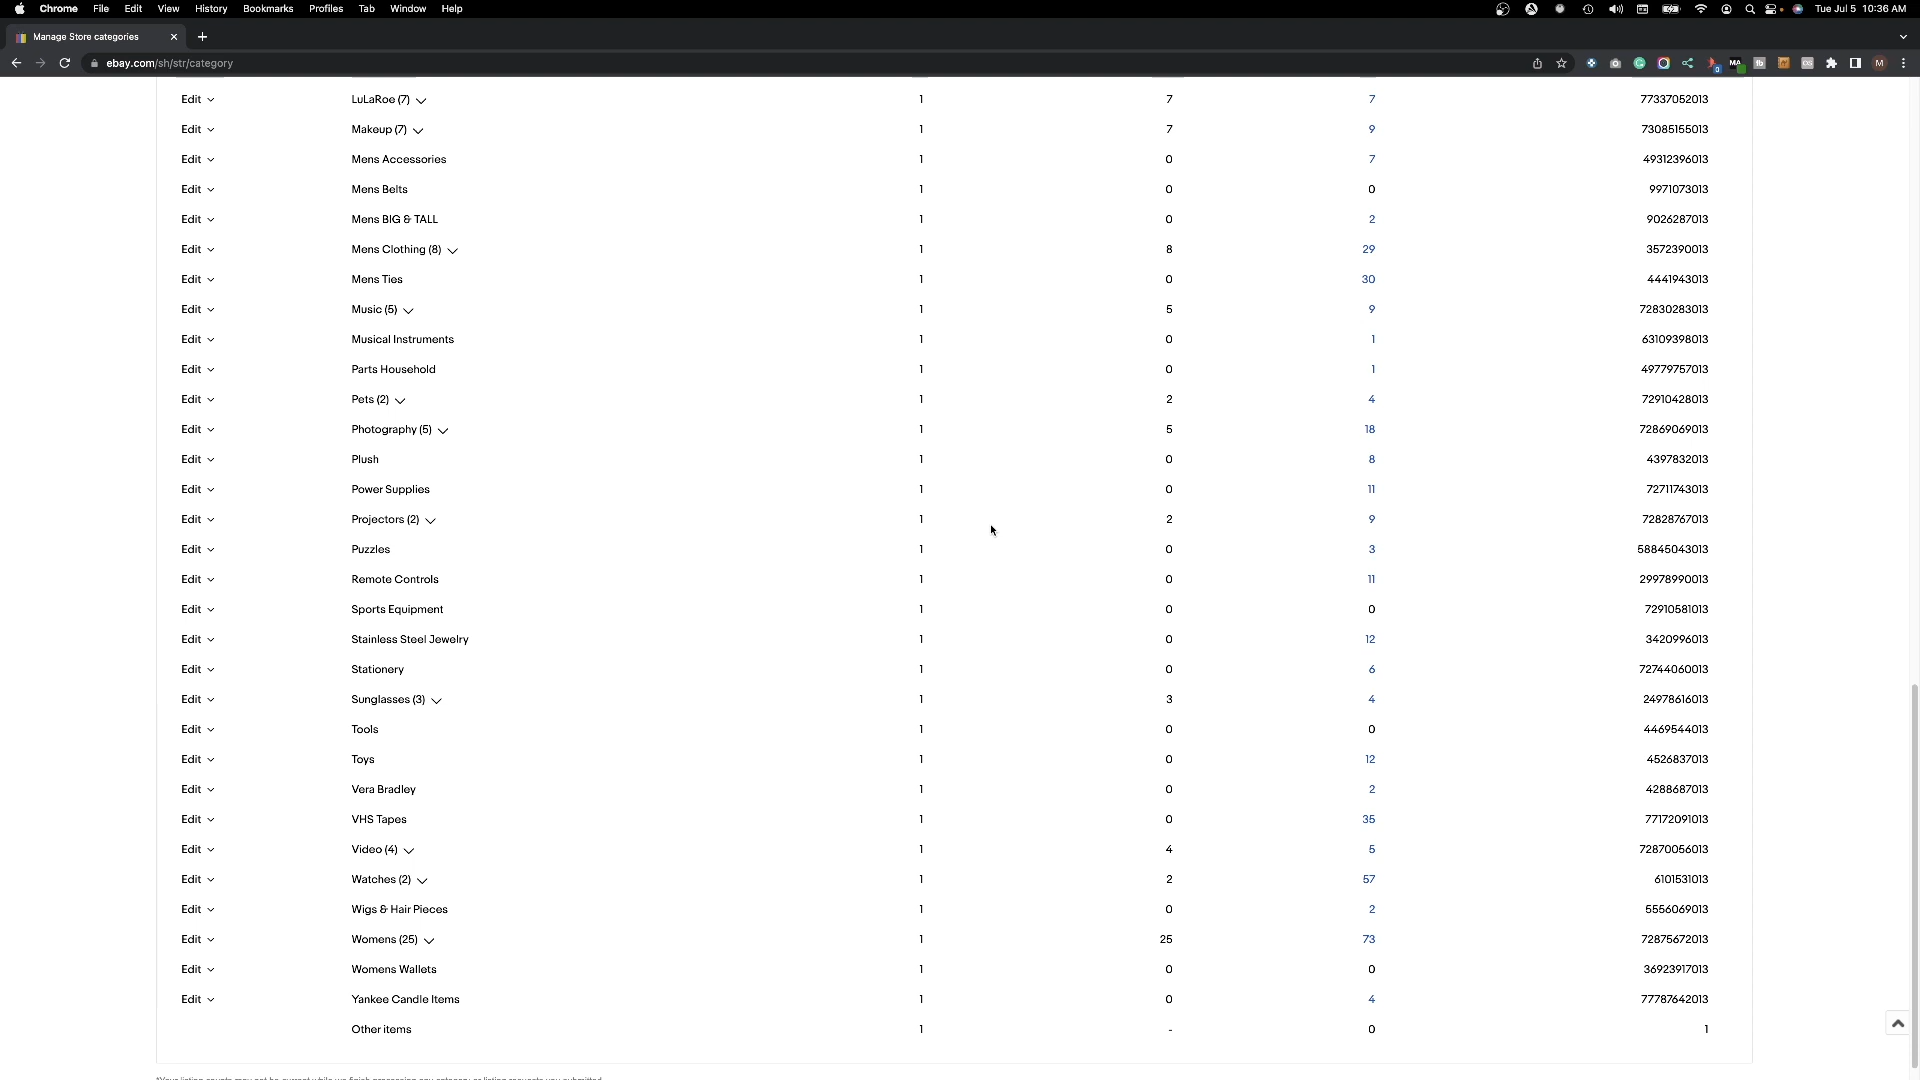 Chrome File Edit View History Bookmarks Profiles Tab Window Help Tue Jul 5 10:36 AM
Manage Store categories
ebay.com/sh/str/category
Edit LuLaRoe (7) 1 7 7 77337052013
Edit Makeup (7) 1 7 9 73085155013
Edit Mens Accessories 1 0 7 49312396013
Edit Mens Belts 1 0 0 9971073013
Edit Mens BIG & TALL 1 0 2 9026287013
Edit Mens Clothing (8) 1 8 29 3572390013
Edit Mens Ties 1 0 30 4441943013
Edit Music (5) 1 5 9 72830283013
Edit Musical Instruments 1 0 1 63109398013
Edit Parts Household 1 0 1 49779757013
Edit Pets (2) 1 2 4 72910428013
Edit Photography (5) 1 5 18 72869069013
Edit Plush 1 0 8 4397832013
Edit Power Supplies 1 0 11 72711743013
Edit Projectors (2) 1 2 9 72828767013
Edit Puzzles 1 0 3 58845043013
Edit Remote Controls 1 0 11 29978990013
Edit Sports Equipment 1 0 0 72910581013
Edit Stainless Steel Jewelry 1 0 12 3420996013
Edit Stationery 1 0 6 72744060013
Edit Sunglasses (3) 1 3 4 24978616013
Edit Tools 1 0 0 4469544013
Edit Toys 1 0 12 4526837013
Edit Vera Bradley 1 0 2 4288687013
Edit VHS Tapes 1 0 35 77172091013
Edit Video (4) 1 4 5 72870056013
Edit Watches (2) 1 2 57 6101531013
Edit Wigs & Hair Pieces 1 0 2 5556069013
Edit Womens (25) 1 25 73 72875672013
Edit Womens Wallets 1 0 0 36923917013
Edit Yankee Candle Items 1 0 4 77787642013
Other items 1 - 0 1